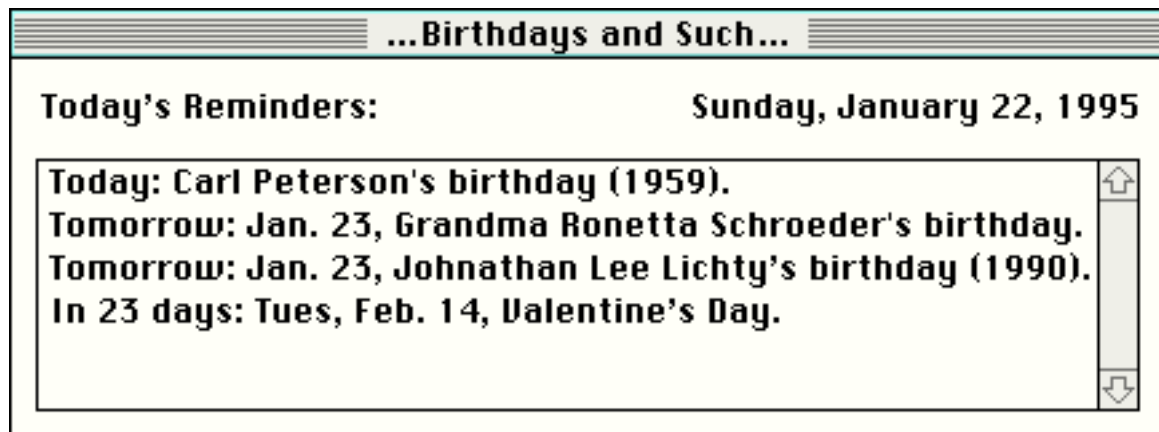 ...Birthdays and Such...
Today’s Reminders: Sunday, January 22, 1995
Today: Carl Peterson's birthday (1959).
Tomorrow: Jan. 23, Grandma Ronetta Schroeder's birthday.
Tomorrow: Jan. 23, Johnathan Lee Lichty’s birthday (1990).
In 23 days: Tues, Feb. 14, Valentine’s Day.